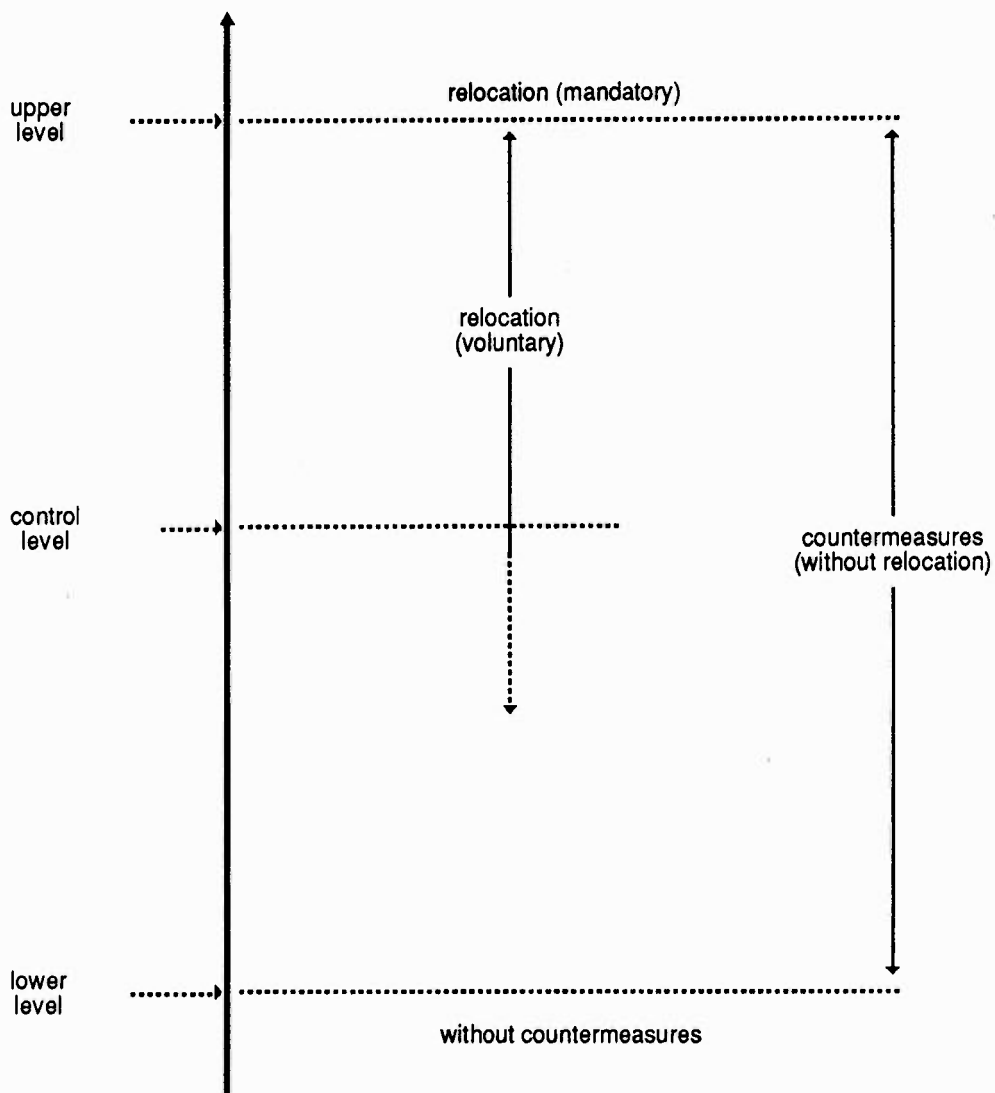 relocation (mandatory)
upper
level
relocation
(voluntary)
control
level
countermeasures
(without relocation)
lower
level
without countermeasures